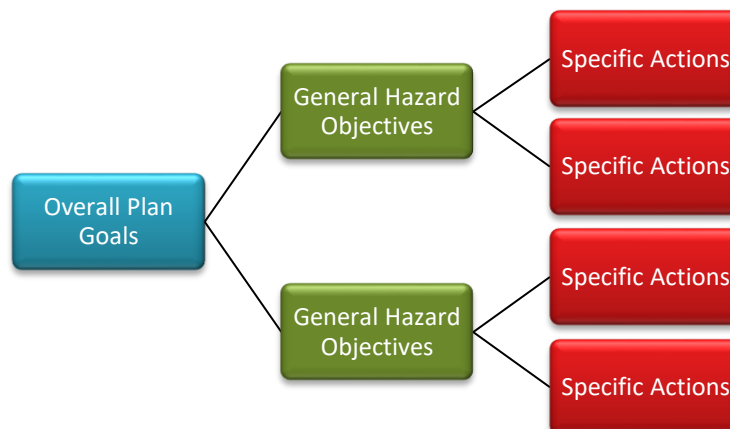 Overall Plan
Goals
General Hazard
Objectives
Specific Actions
Specific Actions
General Hazard
Objectives
Specific Actions
Specific Actions